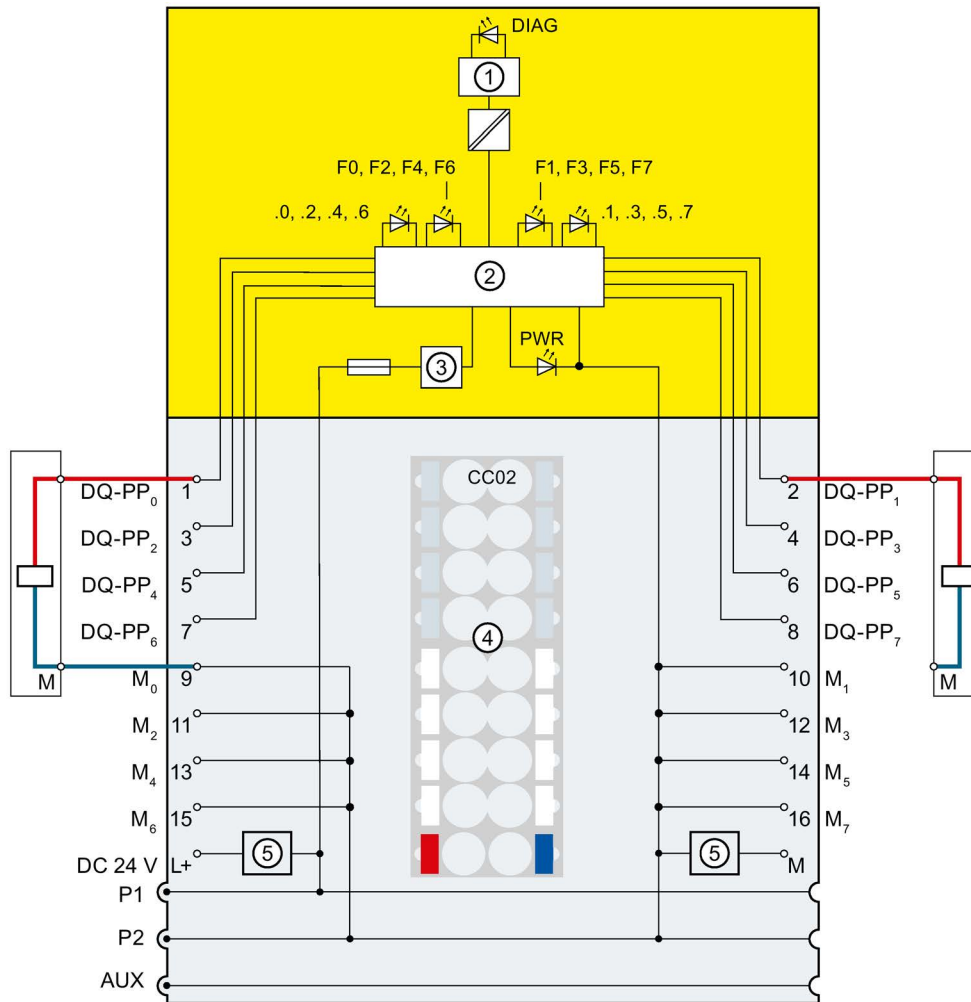 DIAG
①
F0, F2, F4, F6 F1, F3, F5, F7
.0, .2, .4, .6 .1, .3, .5, .7
②
PWR
③
CC02
DQ-PP₀ 1 2 DQ-PP₁
DQ-PP₂ 3 4 DQ-PP₃
DQ-PP₄ 5 6 DQ-PP₅
DQ-PP₆ 7 8 DQ-PP₇
④
M M₀ 9 10 M₁ M
M₂ 11 12 M₃
M₄ 13 14 M₅
M₆ 15 16 M₇
DC 24 V L+ ⑤ ⑤ M
P1
P2
AUX